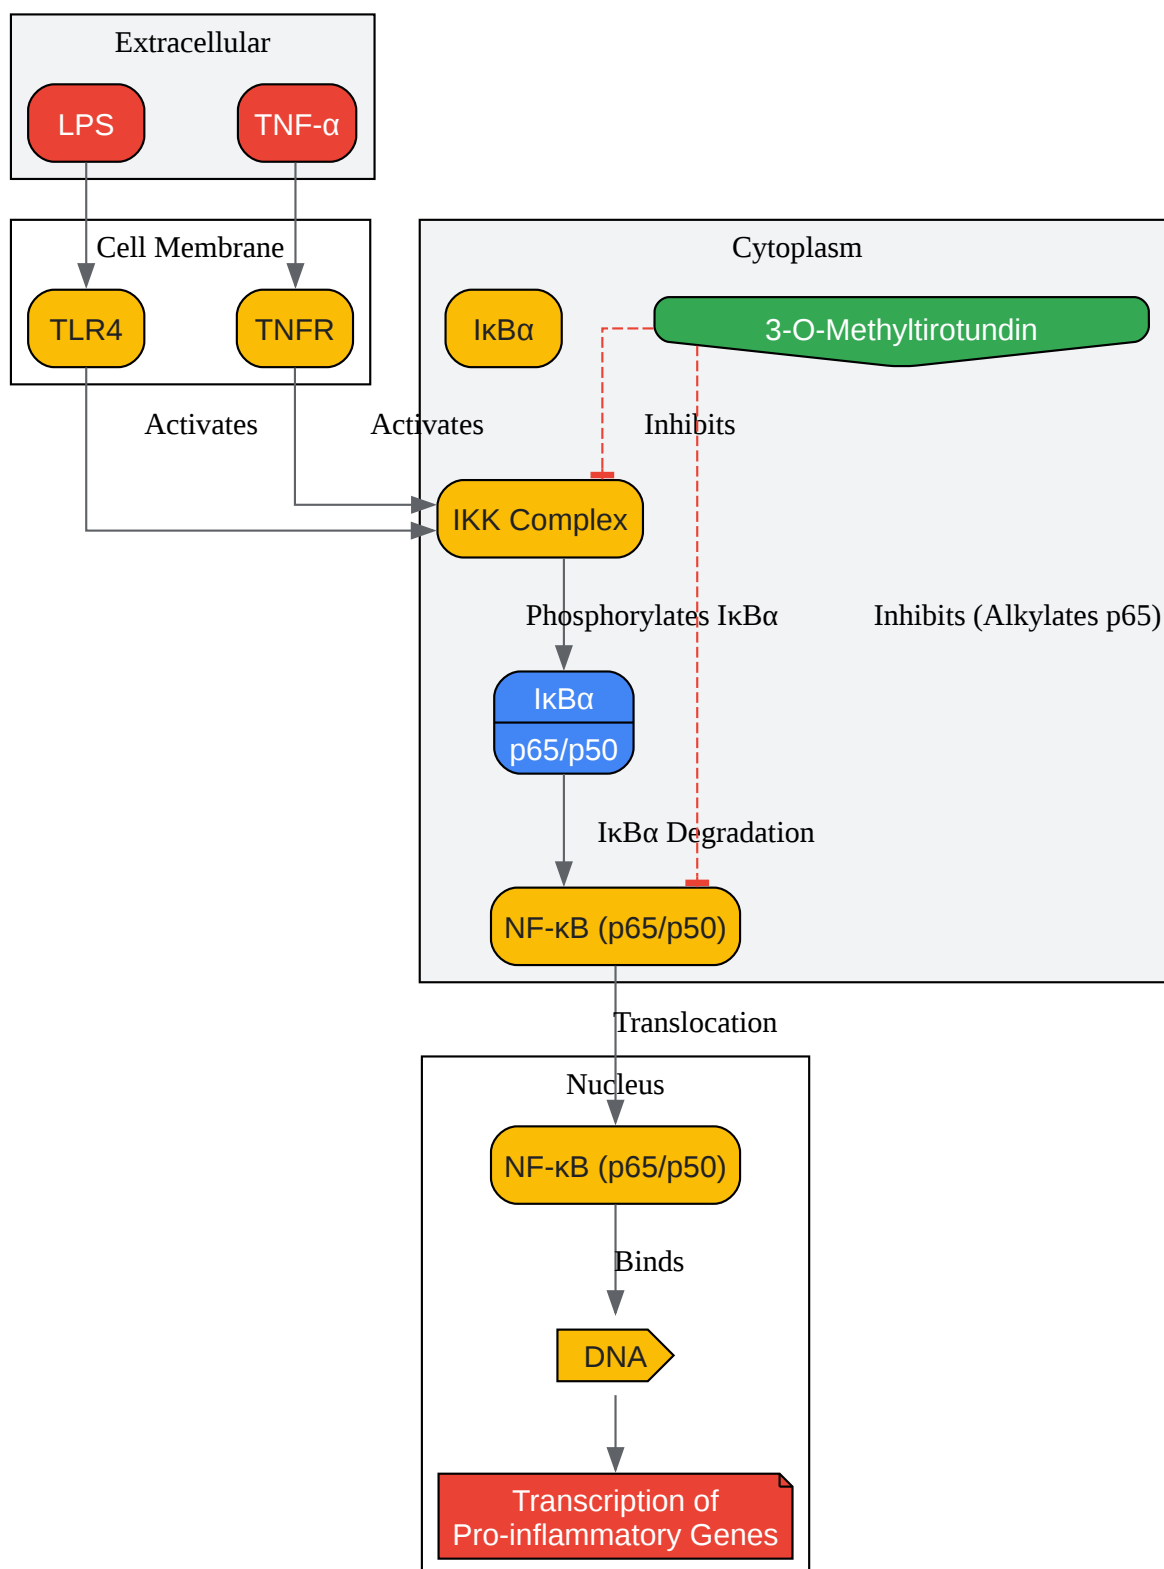 Extracellular
LPS
TNF-α
Cell Membrane
Cytoplasm
TLR4
TNFR
IκBα
3-O-Methyltirotundin
Activates
Activates
Inhibits
IKK Complex
Phosphorylates IκBα
Inhibits (Alkylates p65)
IκBα
p65/p50
IκBα Degradation
NF-κB (p65/p50)
Translocation
Nucleus
NF-κB (p65/p50)
Binds
DNA
Transcription of
Pro-inflammatory Genes